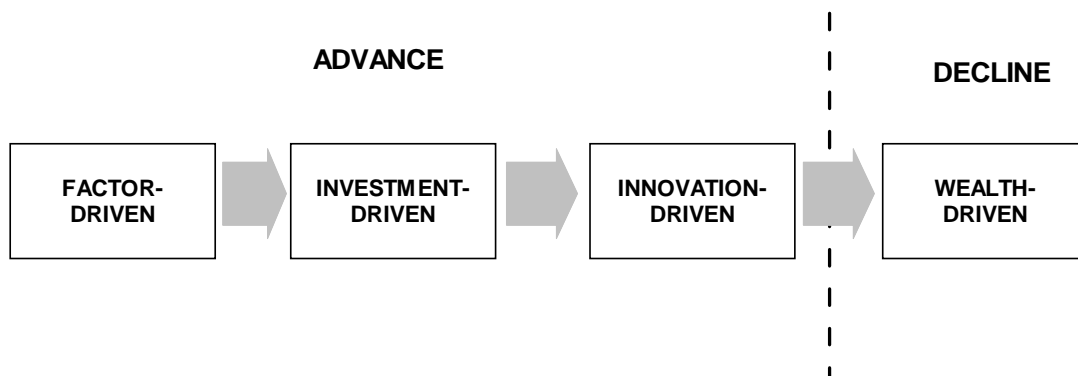 ADVANCE
DECLINE
FACTOR-
DRIVEN
INVESTMENT-
DRIVEN
INNOVATION-
DRIVEN
WEALTH-
DRIVEN